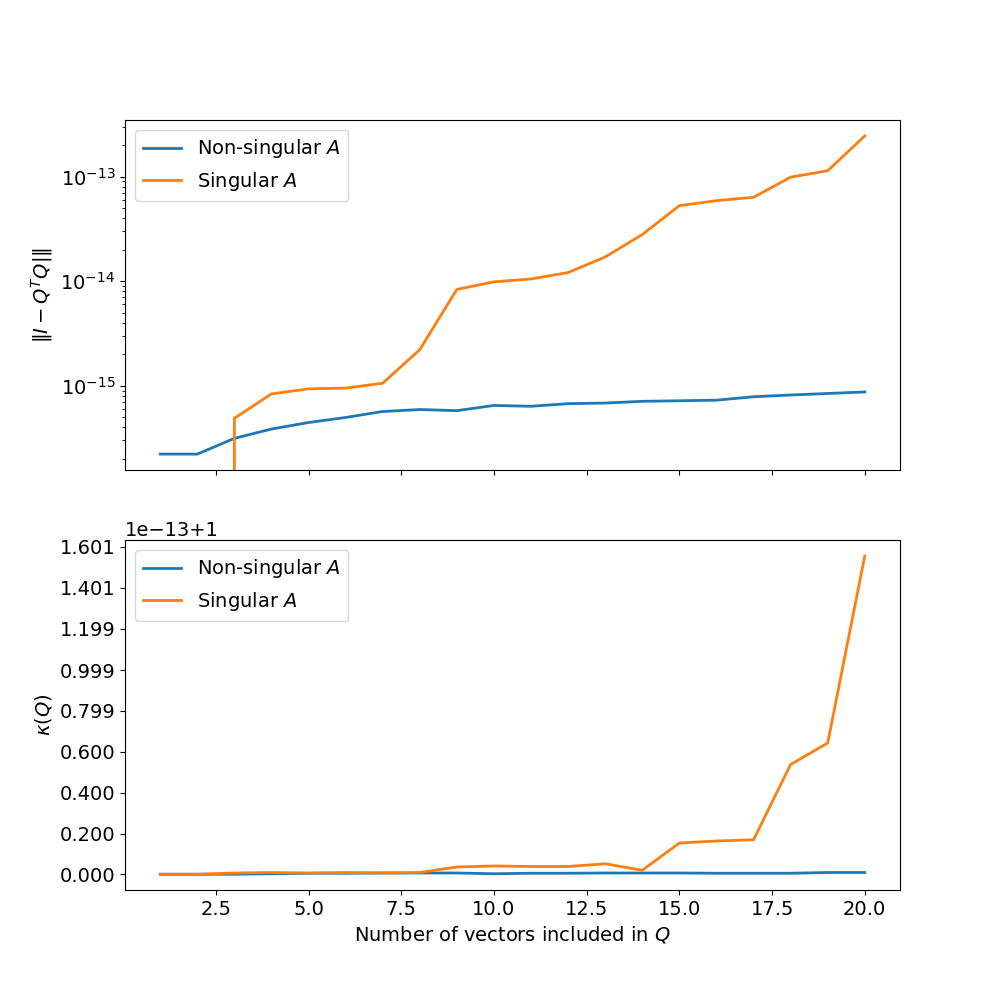 Non-singular A
Singular A
10⁻¹³
10⁻¹⁴
10⁻¹⁵
‖I − QᵀQ|‖
1e−13+1
Non-singular A
Singular A
1.601
1.401
1.199
0.999
0.799
0.600
0.400
0.200
0.000
κ(Q)
2.5 5.0 7.5 10.0 12.5 15.0 17.5 20.0
Number of vectors included in Q